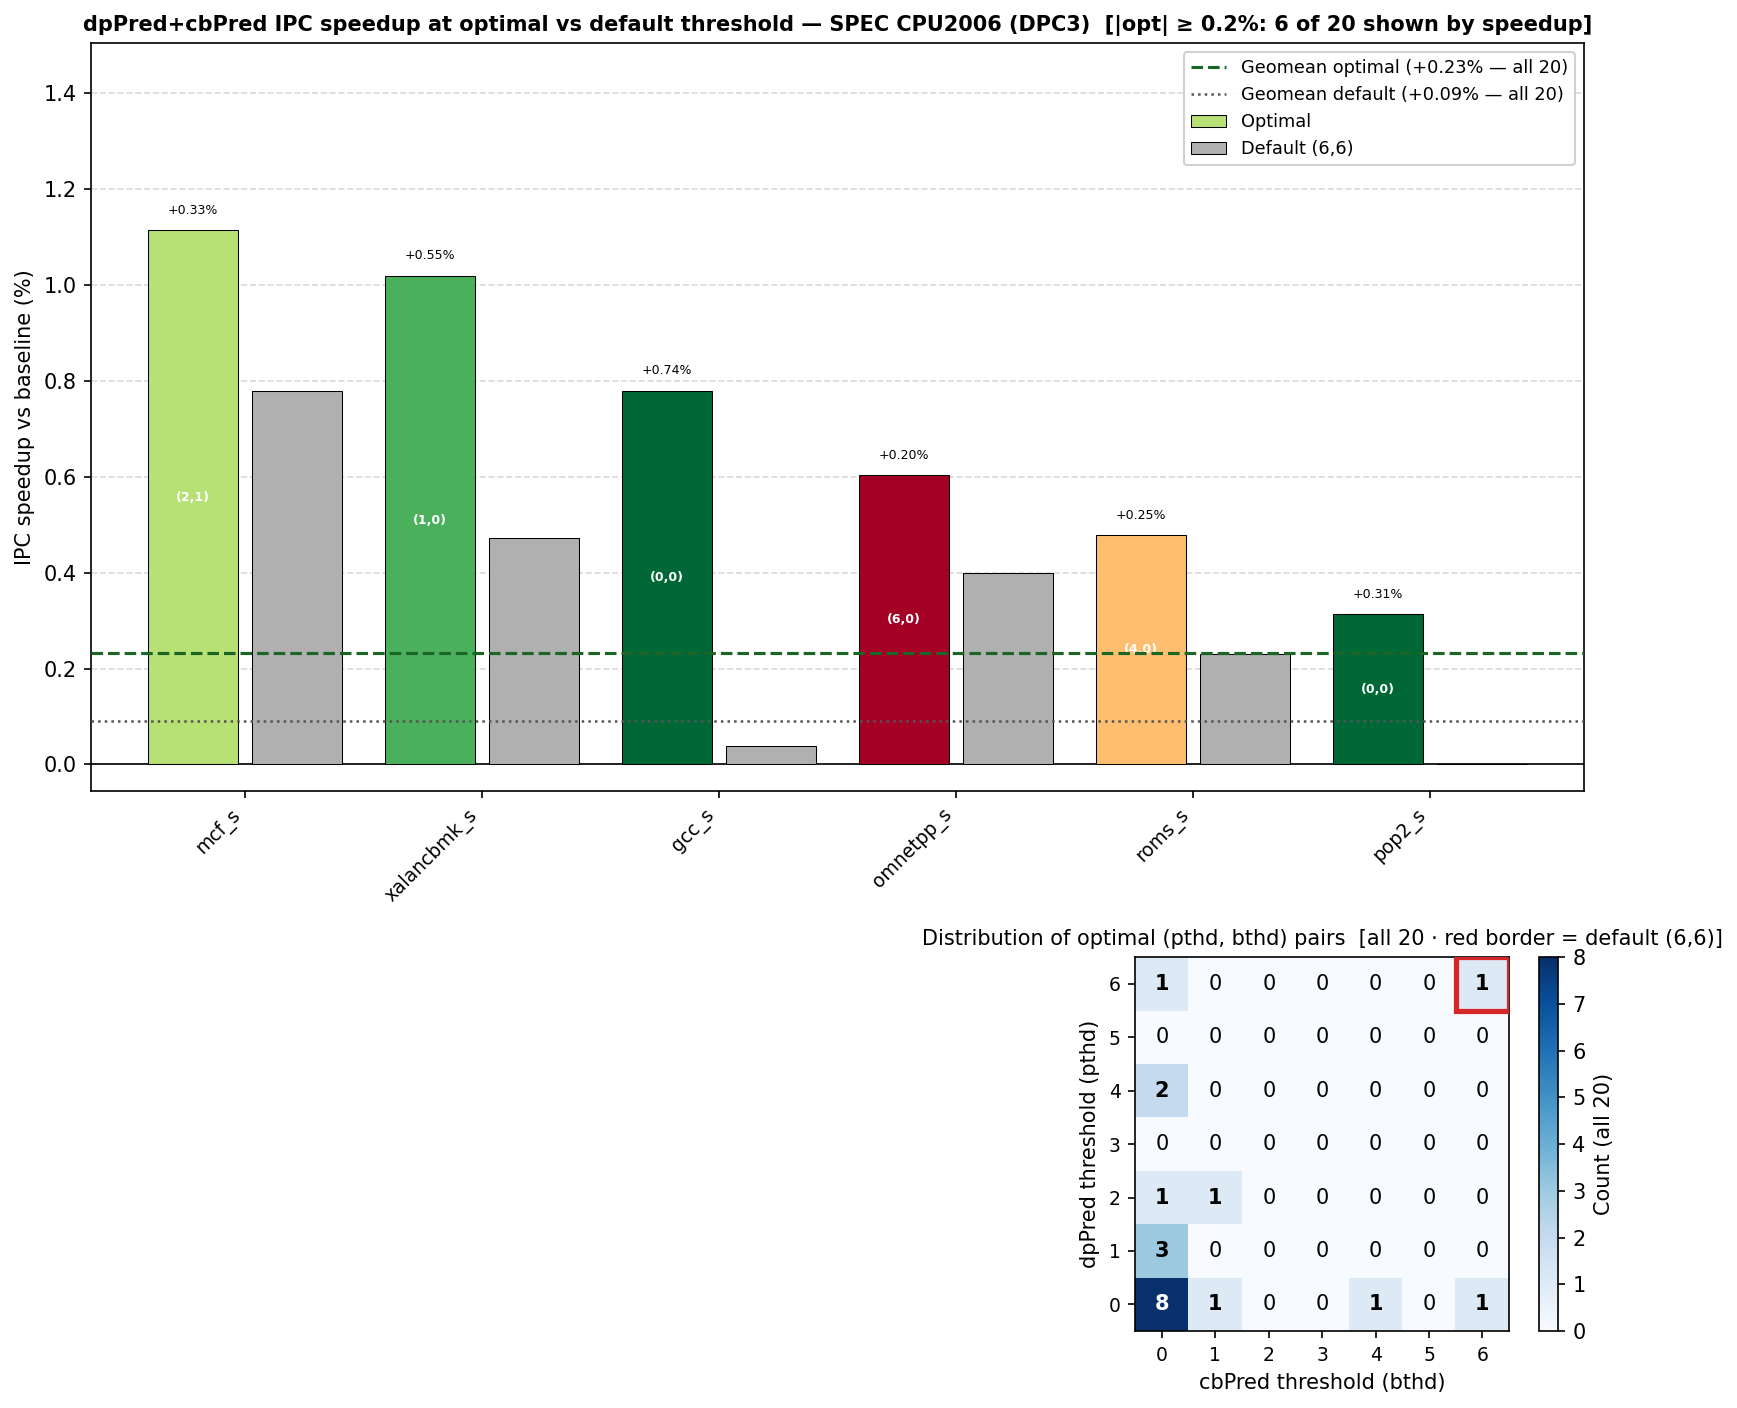 dpPred+cbPred IPC speedup at optimal vs default threshold — SPEC CPU2006 (DPC3)  [|opt| ≥ 0.2%: 6 of 20 shown by speedup]
Geomean optimal (+0.23% — all 20)
Geomean default (+0.09% — all 20)
Optimal
Default (6,6)
IPC speedup vs baseline (%)
1.4
1.2
1.0
0.8
0.6
0.4
0.2
0.0
+0.33%
+0.55%
+0.74%
+0.20%
+0.25%
+0.31%
(2,1)
(1,0)
(0,0)
(6,0)
(4,0)
(0,0)
mcf_s
xalancbmk_s
gcc_s
omnetpp_s
roms_s
pop2_s
Distribution of optimal (pthd, bthd) pairs  [all 20 · red border = default (6,6)]
dpPred threshold (pthd)
6 1 0 0 0 0 0 1
5 0 0 0 0 0 0 0
4 2 0 0 0 0 0 0
3 0 0 0 0 0 0 0
2 1 1 0 0 0 0 0
1 3 0 0 0 0 0 0
0 8 1 0 0 1 0 1
0 1 2 3 4 5 6
cbPred threshold (bthd)
8
7
6
5
4
3
2
1
0
Count (all 20)